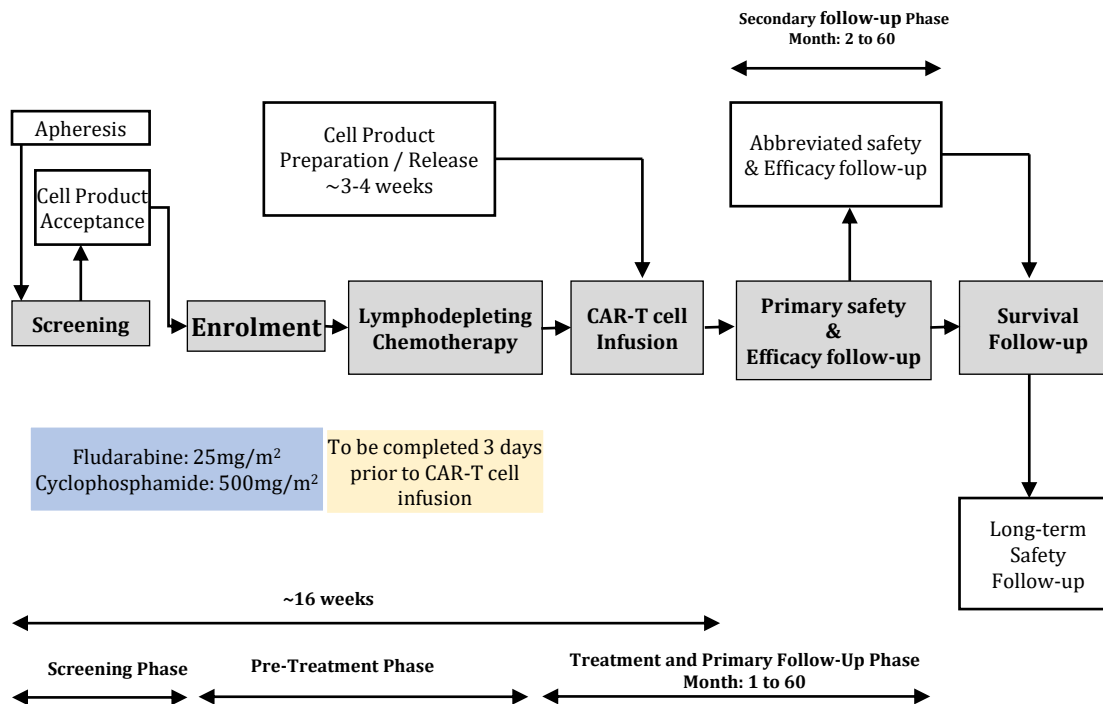 Secondary follow-up Phase
Month: 2 to 60
Apheresis
Cell Product
Preparation / Release
~3-4 weeks
Abbreviated safety
& Efficacy follow-up
Cell Product
Acceptance
Screening
Enrolment
Lymphodepleting
Chemotherapy
CAR-T cell
Infusion
Primary safety
&
Efficacy follow-up
Survival
Follow-up
Fludarabine: 25mg/m²
Cyclophosphamide: 500mg/m²
To be completed 3 days
prior to CAR-T cell
infusion
Long-term
Safety
Follow-up
~16 weeks
Screening Phase
Pre-Treatment Phase
Treatment and Primary Follow-Up Phase
Month: 1 to 60